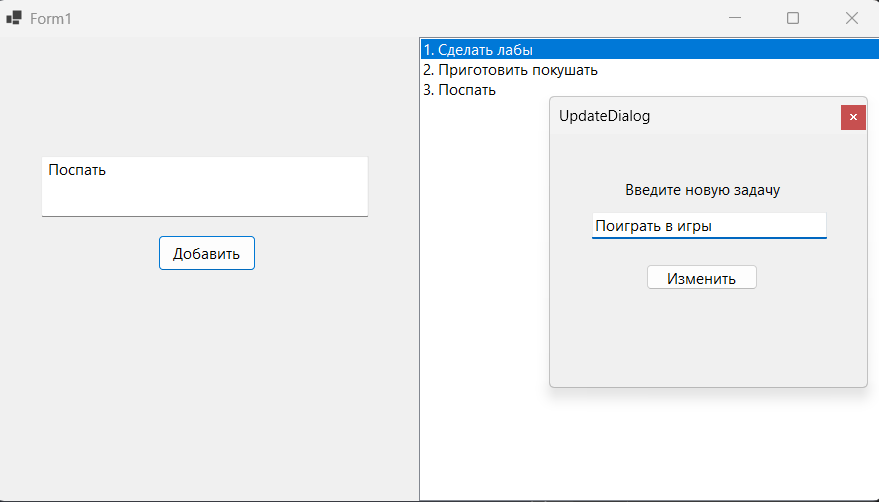 Form1
Поспать
Добавить
1. Сделать лабы
2. Приготовить покушать
3. Поспать
UpdateDialog
Введите новую задачу
Поиграть в игры
Изменить